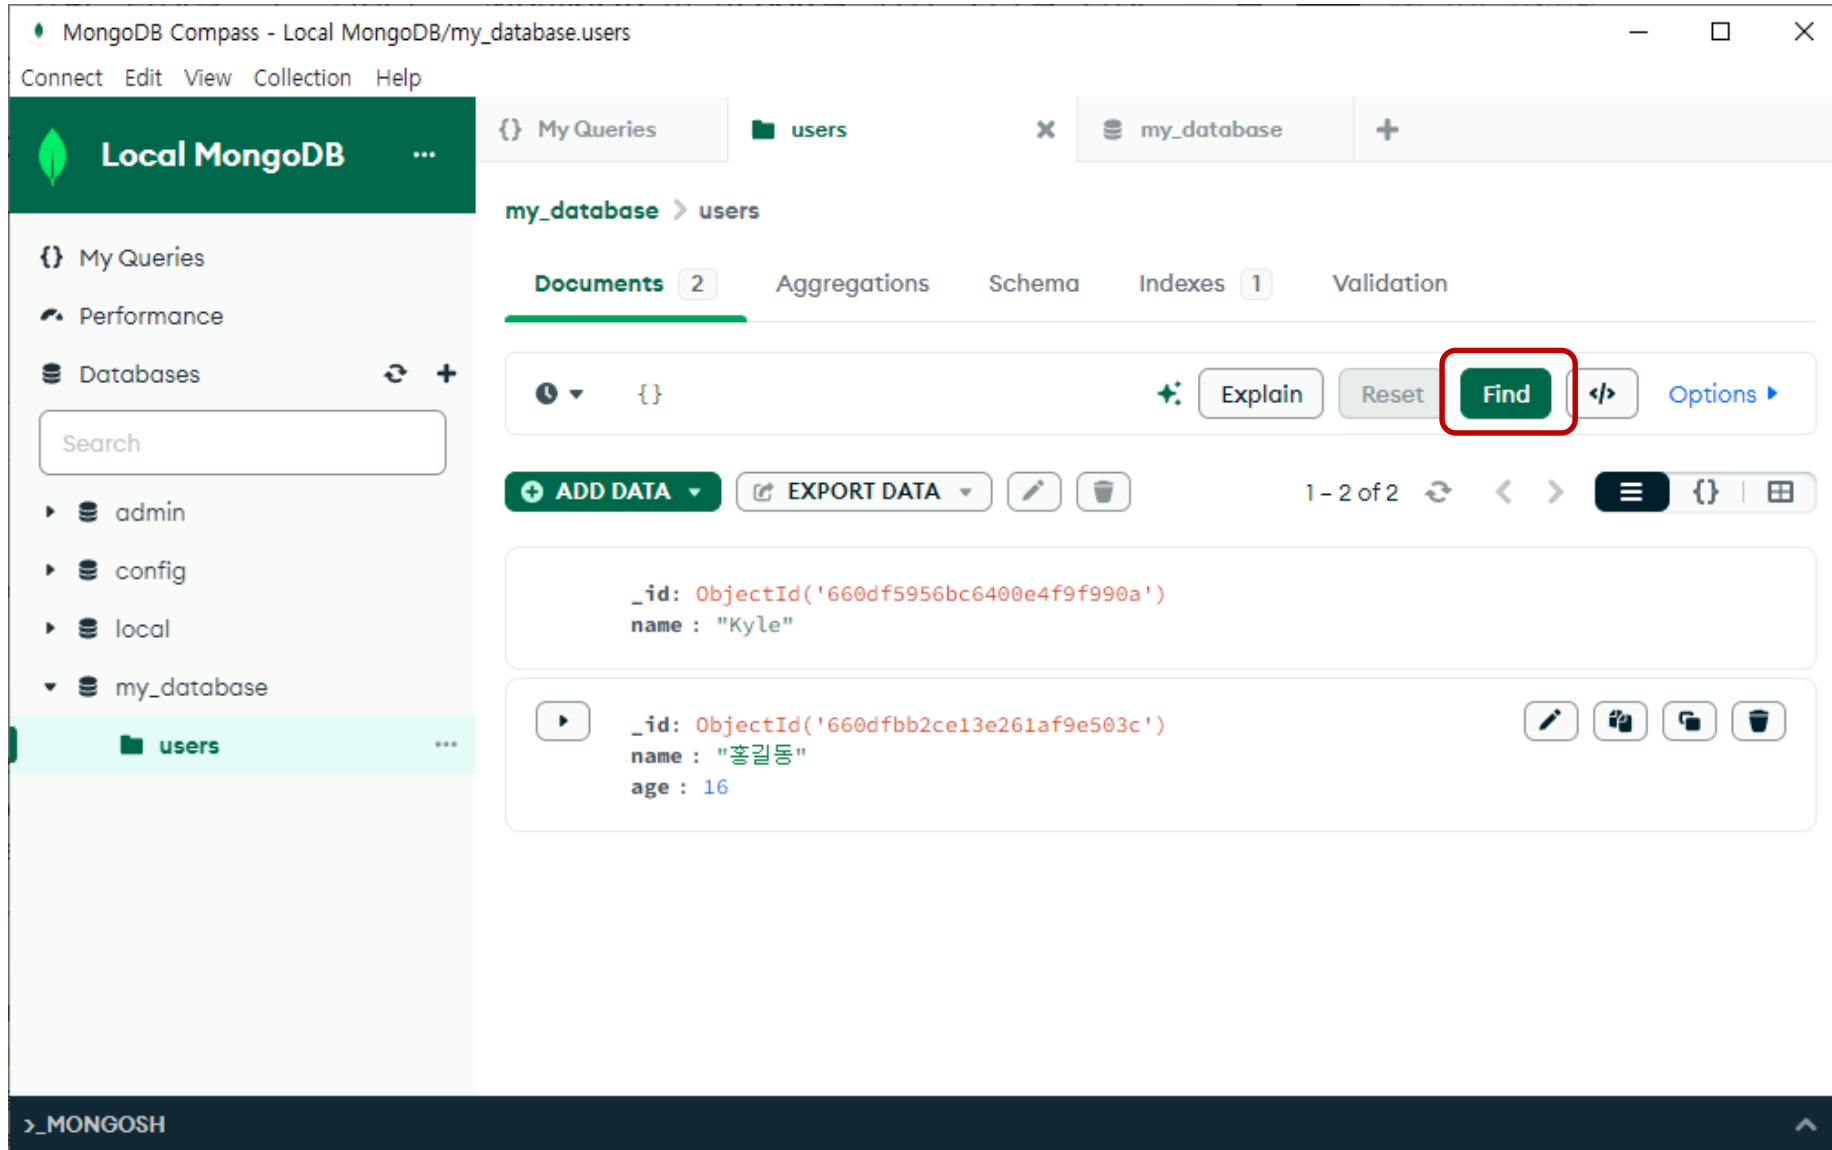 MongoDB Compass - Local MongoDB/my_database.users
Connect Edit View Collection Help
Local MongoDB ...
{} My Queries
users
my_database
my_database > users
{} My Queries
Performance
Databases
Search
admin
config
local
my_database
users ...
Documents 2 Aggregations Schema Indexes 1 Validation
{} Explain Reset Find </> Options
ADD DATA EXPORT DATA 1 – 2 of 2 {}
_id: ObjectId('660df5956bc6400e4f9f990a')
name : "Kyle"
_id: ObjectId('660dfbb2ce13e261af9e503c')
name : "홍길동"
age : 16
>_MONGOSH